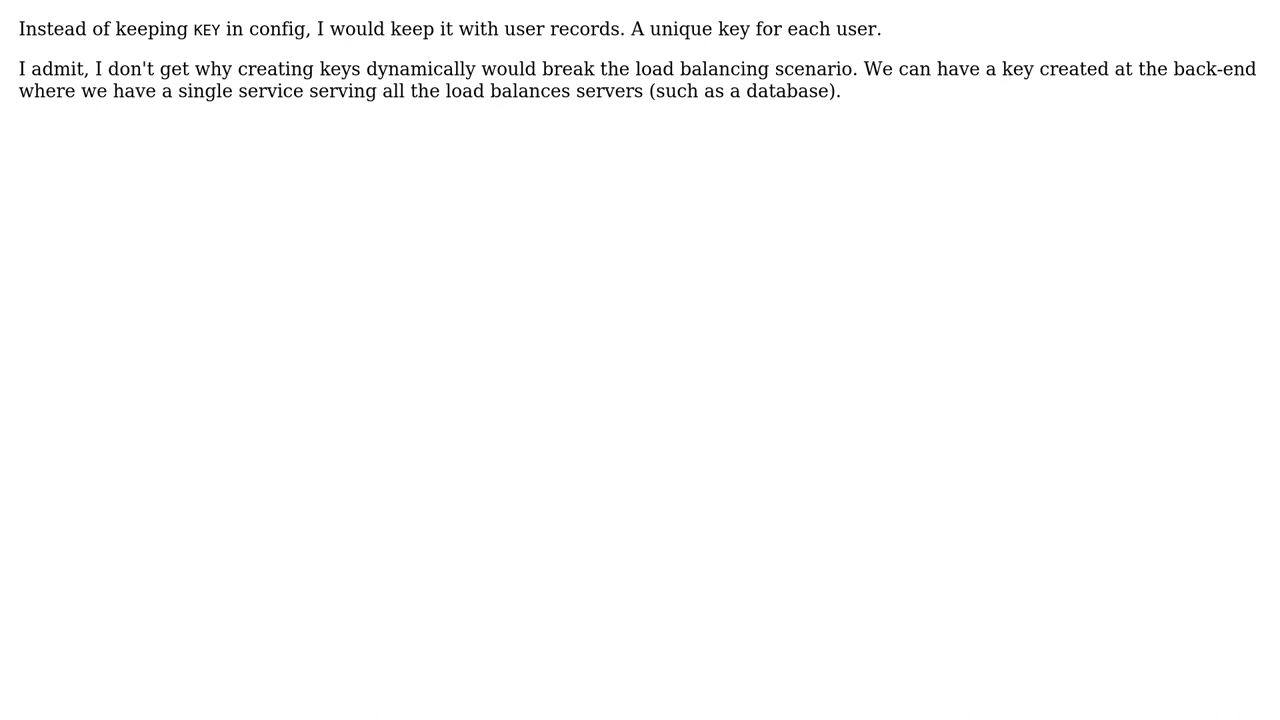 Instead of keeping KEY in config, I would keep it with user records. A unique key for each user.
I admit, I don't get why creating keys dynamically would break the load balancing scenario. We can have a key created at the back-end
where we have a single service serving all the load balances servers (such as a database).